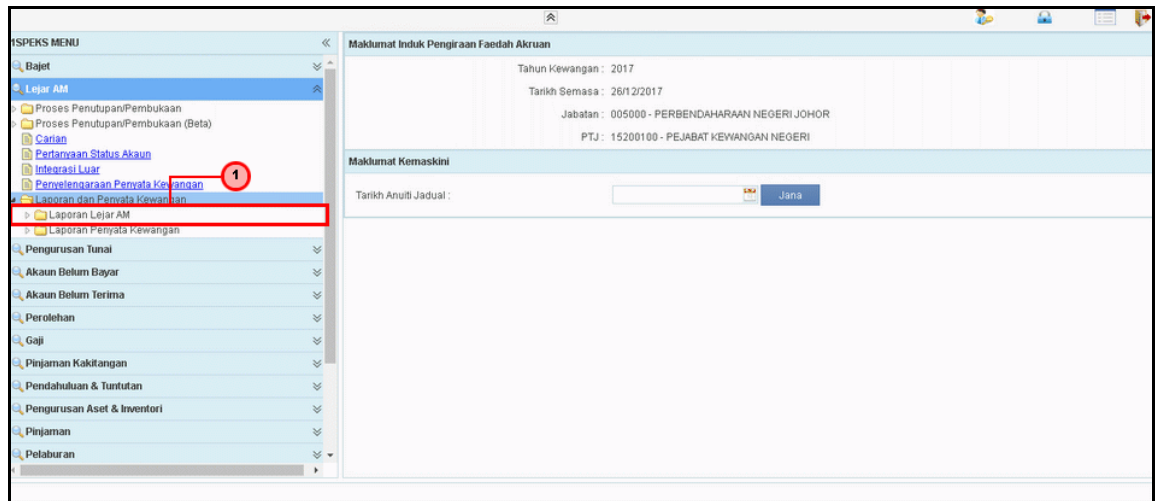 1SPEKS MENU
Bajet
Lejar AM
Proses Penutupan/Pembukaan
Proses Penutupan/Pembukaan (Beta)
Carian
Pertanyaan Status Akaun
Integrasi Luar
Penyelengaraan Penyata Kewangan
1
Laporan dan Penyata Kewangan
Laporan Lejar AM
Laporan Penyata Kewangan
Pengurusan Tunai
Akaun Belum Bayar
Akaun Belum Terima
Perolehan
Gaji
Pinjaman Kakitangan
Pendahuluan & Tuntutan
Pengurusan Aset & Inventori
Pinjaman
Pelaburan
Maklumat Induk Pengiraan Faedah Akruan
Tahun Kewangan : 2017
Tarikh Semasa : 26/12/2017
Jabatan : 005000 - PERBENDAHARAAN NEGERI JOHOR
PTJ : 15200100 - PEJABAT KEWANGAN NEGERI
Maklumat Kemaskini
Tarikh Anuiti Jadual :
Jana